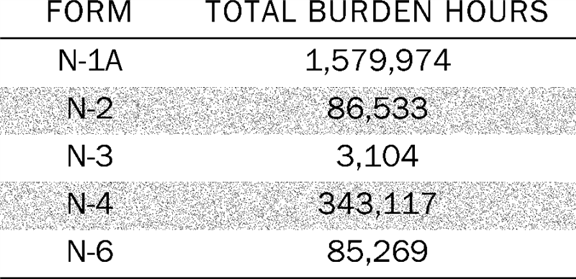 FORM TOTAL BURDEN HOURS
N-1A 1,579,974
N-2 86,533
N-3 3,104
N-4 343,117
N-6 85,269